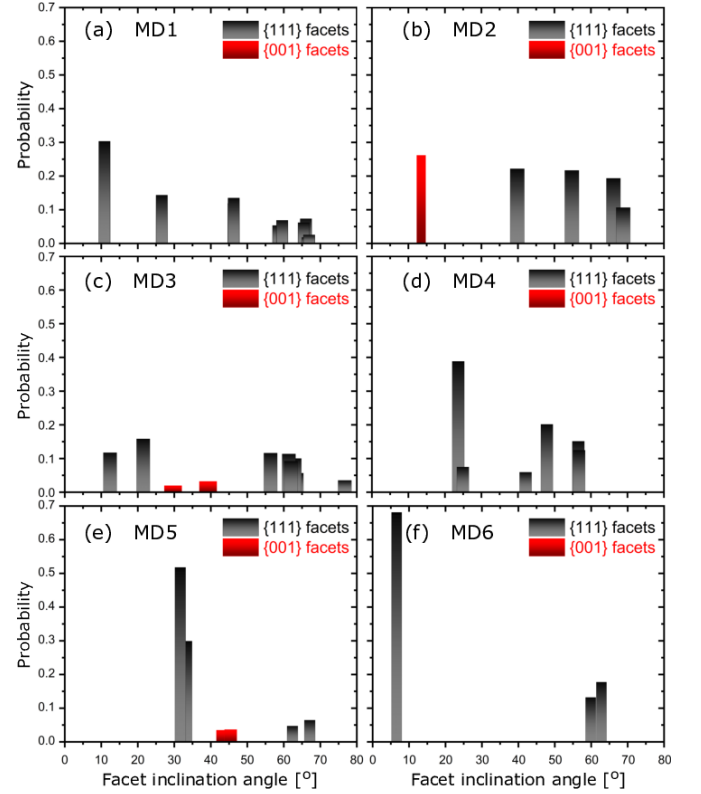 (a) MD1
{111} facets
{001} facets
(b) MD2
{111} facets
{001} facets
Probability
0.7
0.6
0.5
0.4
0.3
0.2
0.1
0.0
(c) MD3
{111} facets
{001} facets
(d) MD4
{111} facets
{001} facets
Probability
0.7
0.6
0.5
0.4
0.3
0.2
0.1
0.0
(e) MD5
{111} facets
{001} facets
(f) MD6
{111} facets
{001} facets
Probability
0.7
0.6
0.5
0.4
0.3
0.2
0.1
0.0
0 10 20 30 40 50 60 70 80
0 10 20 30 40 50 60 70 80
Facet inclination angle [º]
Facet inclination angle [º]